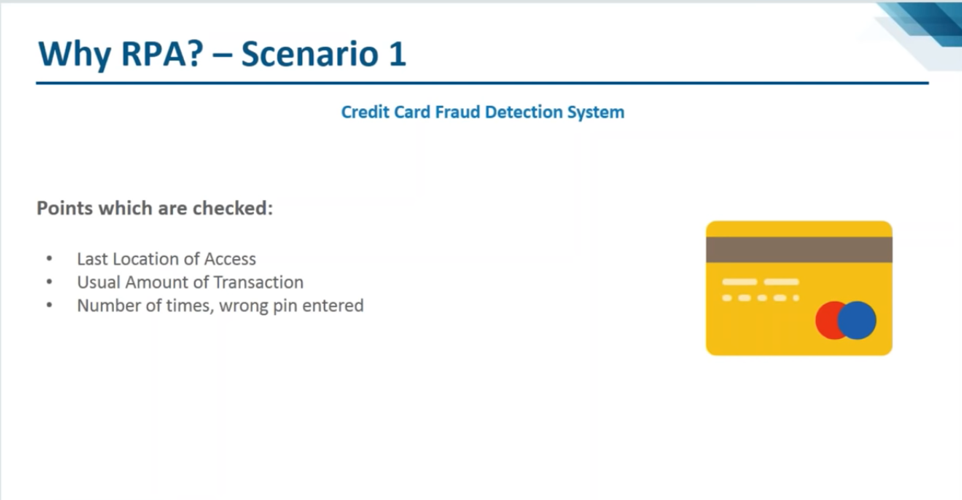 Why RPA? – Scenario 1
Credit Card Fraud Detection System
Points which are checked:
• Last Location of Access
• Usual Amount of Transaction
• Number of times, wrong pin entered